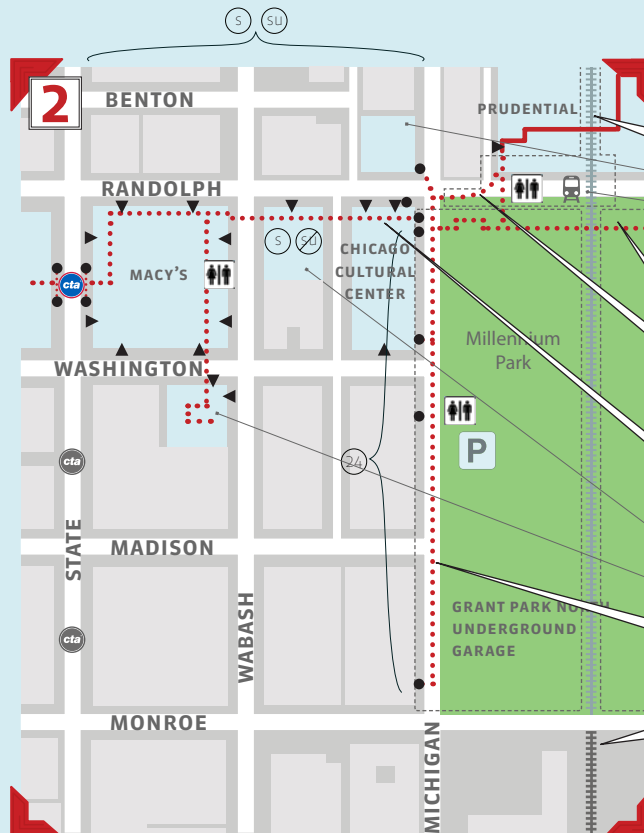 S SU
2
BENTON
PRUDENTIAL
RANDOLPH
S SU
MACY'S
CHICAGO
CULTURAL
CENTER
cta
Millennium
Park
WASHINGTON
P
24
cta
STATE
MADISON
WABASH
GRANT PARK NORTH
UNDERGROUND
GARAGE
cta
MONROE
MICHIGAN